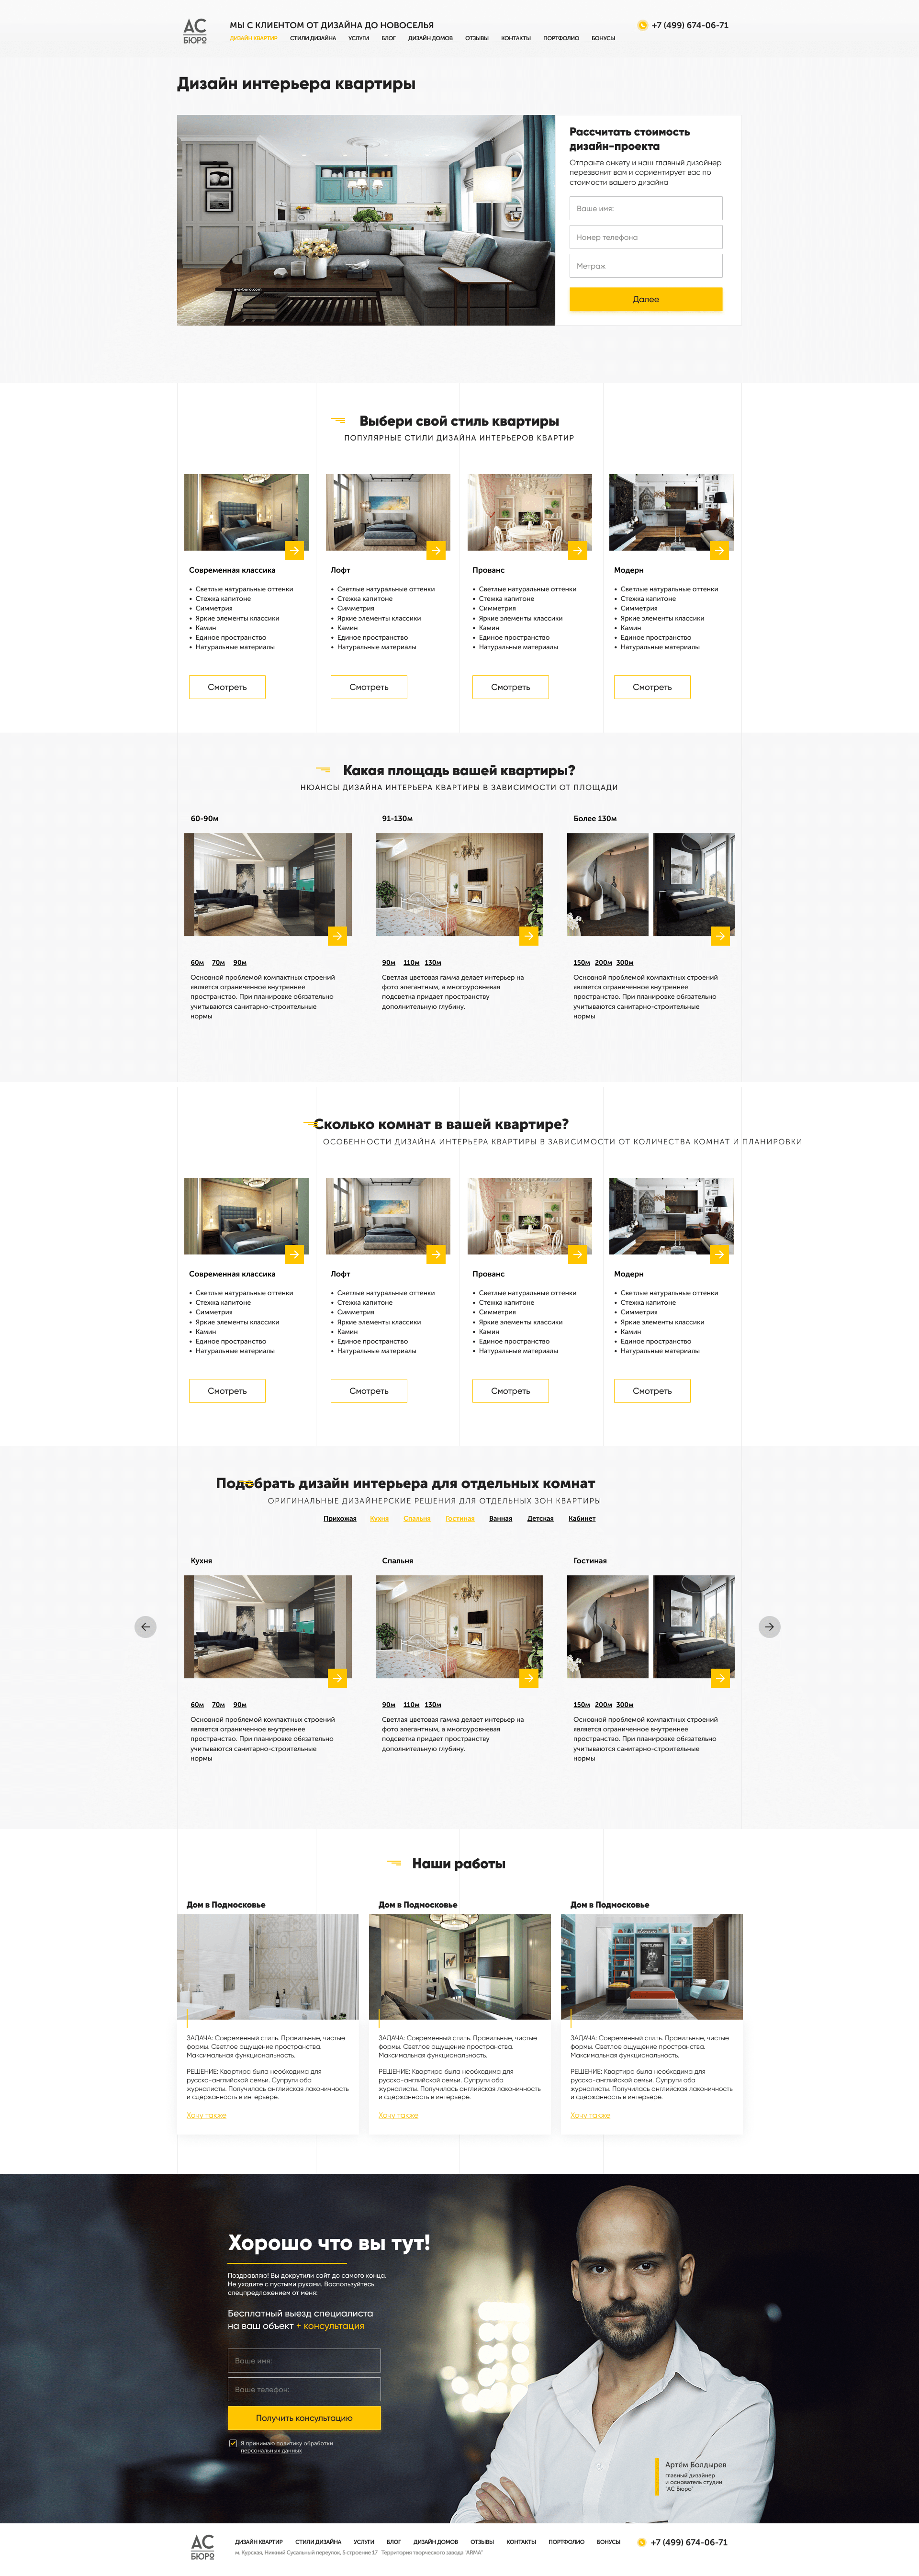 АС
БЮРО
МЫ С КЛИЕНТОМ ОТ ДИЗАЙНА ДО НОВОСЕЛЬЯ
+7 (499) 674-06-71
ДИЗАЙН КВАРТИР СТИЛИ ДИЗАЙНА УСЛУГИ БЛОГ ДИЗАЙН ДОМОВ ОТЗЫВЫ КОНТАКТЫ ПОРТФОЛИО БОНУСЫ
Дизайн интерьера квартиры
a-s-buro.com
Рассчитать стоимость
дизайн-проекта
Отпраьте анкету и наш главный дизайнер
перезвонит вам и сориентирует вас по
стоимости вашего дизайна
Ваше имя:
Номер телефона
Метраж
Далее
Выбери свой стиль квартиры
ПОПУЛЯРНЫЕ СТИЛИ ДИЗАЙНА ИНТЕРЬЕРОВ КВАРТИР
Современная классика
• Светлые натуральные оттенки
• Стежка капитоне
• Симметрия
• Яркие элементы классики
• Камин
• Единое пространство
• Натуральные материалы
Смотреть
Лофт
• Светлые натуральные оттенки
• Стежка капитоне
• Симметрия
• Яркие элементы классики
• Камин
• Единое пространство
• Натуральные материалы
Смотреть
Прованс
• Светлые натуральные оттенки
• Стежка капитоне
• Симметрия
• Яркие элементы классики
• Камин
• Единое пространство
• Натуральные материалы
Смотреть
Модерн
• Светлые натуральные оттенки
• Стежка капитоне
• Симметрия
• Яркие элементы классики
• Камин
• Единое пространство
• Натуральные материалы
Смотреть
Какая площадь вашей квартиры?
НЮАНСЫ ДИЗАЙНА ИНТЕРЬЕРА КВАРТИРЫ В ЗАВИСИМОСТИ ОТ ПЛОЩАДИ
60-90м
60м 70м 90м
Основной проблемой компактных строений
является ограниченное внутреннее
пространство. При планировке обязательно
учитываются санитарно-строительные
нормы
91-130м
90м 110м 130м
Светлая цветовая гамма делает интерьер на
фото элегантным, а многоуровневая
подсветка придает пространству
дополнительную глубину.
Более 130м
150м 200м 300м
Основной проблемой компактных строений
является ограниченное внутреннее
пространство. При планировке обязательно
учитываются санитарно-строительные
нормы
Сколько комнат в вашей квартире?
ОСОБЕННОСТИ ДИЗАЙНА ИНТЕРЬЕРА КВАРТИРЫ В ЗАВИСИМОСТИ ОТ КОЛИЧЕСТВА КОМНАТ И ПЛАНИРОВКИ
Современная классика
• Светлые натуральные оттенки
• Стежка капитоне
• Симметрия
• Яркие элементы классики
• Камин
• Единое пространство
• Натуральные материалы
Смотреть
Лофт
• Светлые натуральные оттенки
• Стежка капитоне
Симметрия
• Яркие элементы классики
• Камин
• Единое пространство
• Натуральные материалы
Смотреть
Прованс
• Светлые натуральные оттенки
• Стежка капитоне
• Симметрия
• Яркие элементы классики
• Камин
• Единое пространство
• Натуральные материалы
Смотреть
Модерн
• Светлые натуральные оттенки
• Стежка капитоне
• Симметрия
• Яркие элементы классики
• Камин
• Единое пространство
• Натуральные материалы
Смотреть
Подобрать дизайн интерьера для отдельных комнат
ОРИГИНАЛЬНЫЕ ДИЗАЙНЕРСКИЕ РЕШЕНИЯ ДЛЯ ОТДЕЛЬНЫХ ЗОН КВАРТИРЫ
Прихожая Кухня Спальни Гостиная Ванная Детская Кабинет
Кухня
60м 70м 90м
Основной проблемой компактных строений
является ограниченное внутреннее
пространство. При планировке обязательно
учитываются санитарно-строительные
нормы
Спальня
90м 110м 130м
Светлая цветовая гамма делает интерьер на
фото элегантным, а многоуровневая
подсветка придает пространству
дополнительную глубину.
Гостиная
150м 200м 300м
Основной проблемой компактных строений
является ограниченное внутреннее
пространство. При планировке обязательно
учитываются санитарно-строительные
нормы
Наши работы
Дом в Подмосковье
ЗАДАЧА: Современный стиль. Правильные, чистые
формы. Светлое ощущение пространства.
Максимальная функциональность.
РЕШЕНИЕ: Квартира была необходима для
русско-английской семьи. Супруги оба
журналисты. Получилась английская лаконичность
и сдержанность в интерьере.
Хочу также
Дом в Подмосковье
ЗАДАЧА: Современный стиль. Правильные, чистые
формы. Светлое ощущение пространства.
Максимальная функциональность.
РЕШЕНИЕ: Квартира была необходима для
русско-английской семьи. Супруги оба
журналисты. Получилась английская лаконичность
и сдержанность в интерьере.
Хочу также
Дом в Подмосковье
ЗАДАЧА: Современный стиль. Правильные, чистые
формы. Светлое ощущение пространства.
Максимальная функциональность.
РЕШЕНИЕ: Квартира была необходима для
русско-английской семьи. Супруги оба
журналисты. Получилась английская лаконичность
и сдержанность в интерьере.
Хочу также
Хорошо что вы тут!
Поздравляю! Вы докрутили сайт до самого конца.
Не уходите с пустыми руками. Воспользуйтесь
спецпредложением от меня:
Бесплатный выезд специалиста
на ваш объект + консультация
Ваше имя:
Ваше телефон:
Получить консультацию
Я принимаю политику обработки
персональных данных
Артём Болдырев
главный дизайнер
и основатель студии
"АС Бюро"
АС
БЮРО
ДИЗАЙН КВАРТИР СТИЛИ ДИЗАЙНА УСЛУГИ БЛОГ ДИЗАЙН ДОМОВ ОТЗЫВЫ КОНТАКТЫ ПОРТФОЛИО БОНУСЫ
+7 (499) 674-06-71
м. Курская, Нижний Сусальный переулок, 5 строение 17 Территория творческого завода "ARMA"